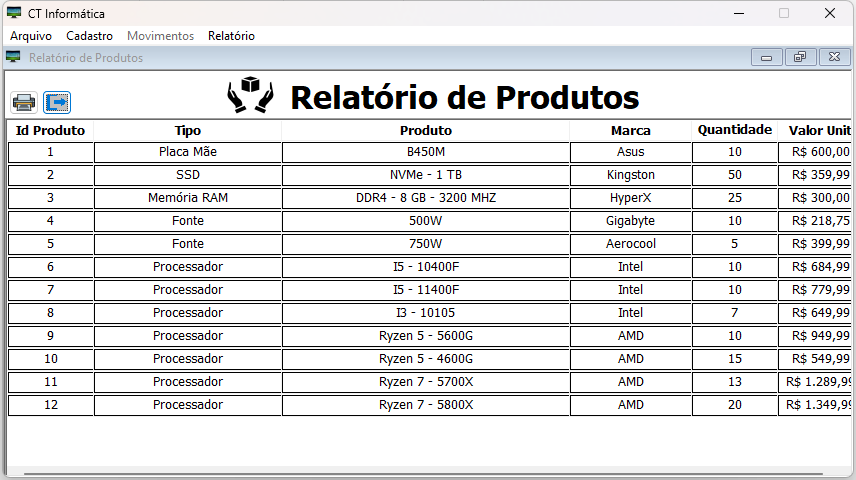 CT Informática
Arquivo Cadastro Movimentos Relatório
Relatório de Produtos
Relatório de Produtos
Id Produto Tipo Produto Marca Quantidade Valor Unit
1 Placa Mãe B450M Asus 10 R$ 600,00
2 SSD NVMe - 1 TB Kingston 50 R$ 359,99
3 Memória RAM DDR4 - 8 GB - 3200 MHZ HyperX 25 R$ 300,00
4 Fonte 500W Gigabyte 10 R$ 218,75
5 Fonte 750W Aerocool 5 R$ 399,99
6 Processador I5 - 10400F Intel 10 R$ 684,99
7 Processador I5 - 11400F Intel 10 R$ 779,99
8 Processador I3 - 10105 Intel 7 R$ 649,99
9 Processador Ryzen 5 - 5600G AMD 10 R$ 949,99
10 Processador Ryzen 5 - 4600G AMD 15 R$ 549,99
11 Processador Ryzen 7 - 5700X AMD 13 R$ 1.289,99
12 Processador Ryzen 7 - 5800X AMD 20 R$ 1.349,99